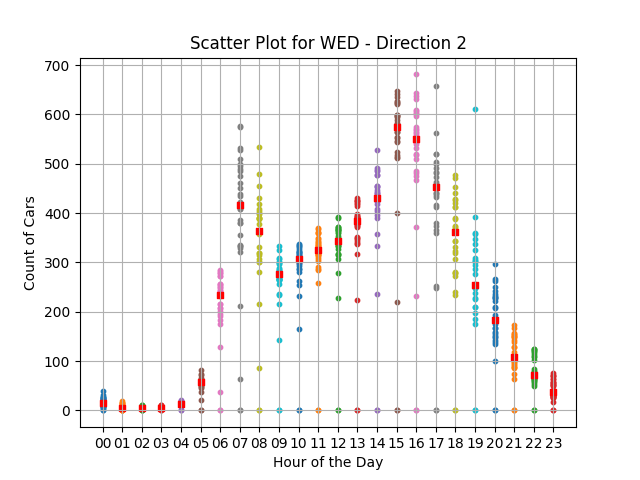 Scatter Plot for WED - Direction 2
700
600
500
400
300
200
100
0
Count of Cars
00 01 02 03 04 05 06 07 08 09 10 11 12 13 14 15 16 17 18 19 20 21 22 23
Hour of the Day